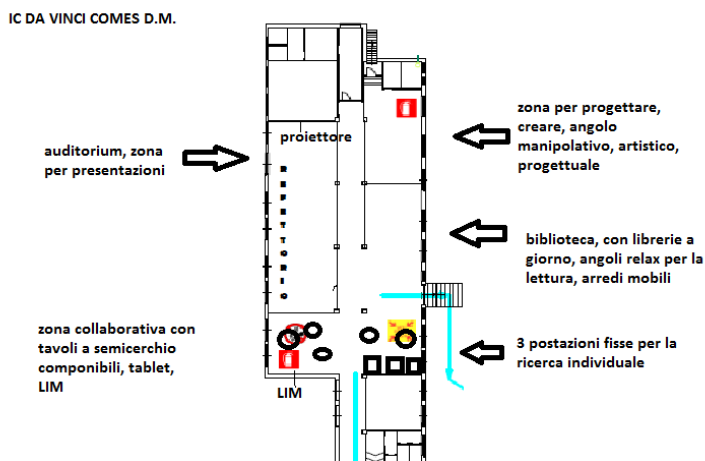 IC DA VINCI COMES D.M.
proiettore
auditorium, zona
per presentazioni
REFETTORIO
zona per progettare,
creare, angolo
manipolativo, artistico,
progettuale
biblioteca, con librerie a
giorno, angoli relax per la
lettura, arredi mobili
zona collaborativa con
tavoli a semicerchio
componibili, tablet,
LIM
3 postazioni fisse per la
ricerca individuale
LIM